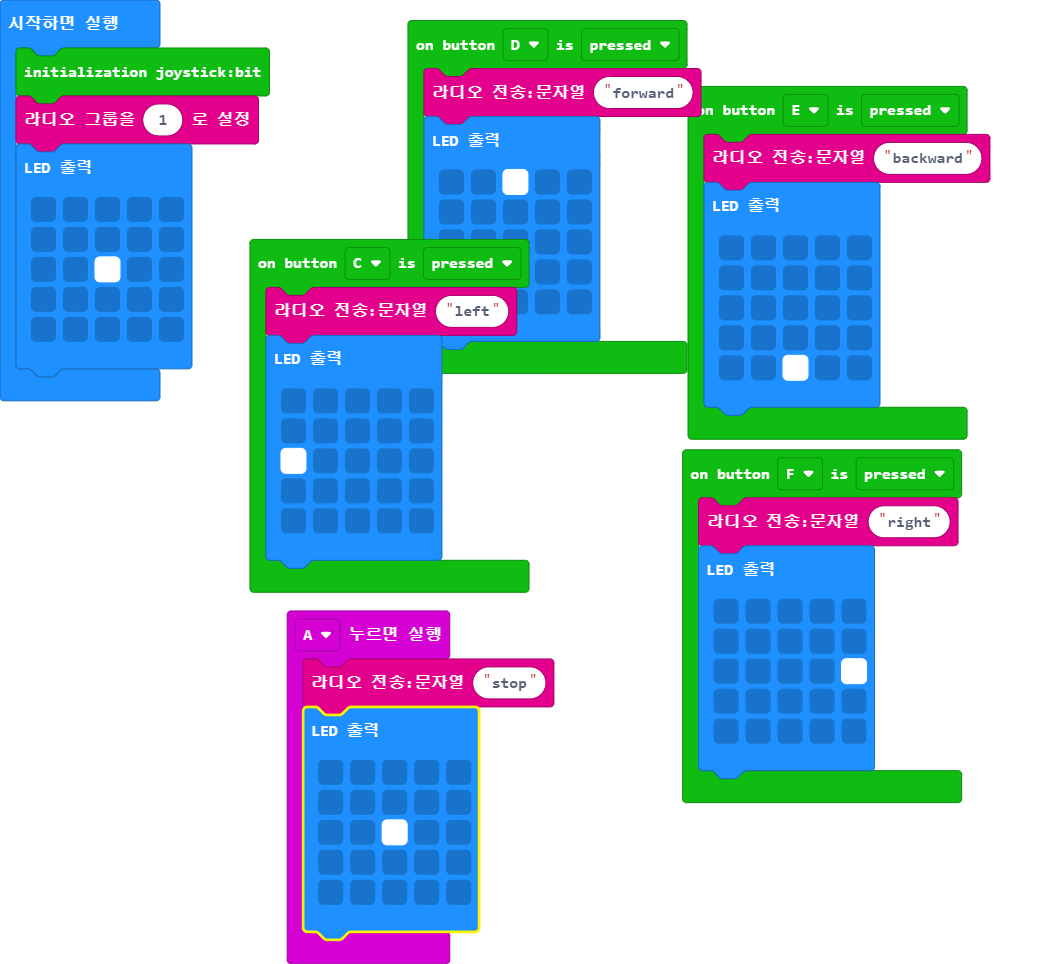 시작하면 실행
initialization joystick:bit
라디오 그룹을 1 로 설정
LED 출력
on button D is pressed
라디오 전송:문자열 "forward"
LED 출력
on button E is pressed
라디오 전송:문자열 "backward"
LED 출력
on button C is pressed
라디오 전송:문자열 "left"
LED 출력
on button F is pressed
라디오 전송:문자열 "right"
LED 출력
A 누르면 실행
라디오 전송:문자열 "stop"
LED 출력